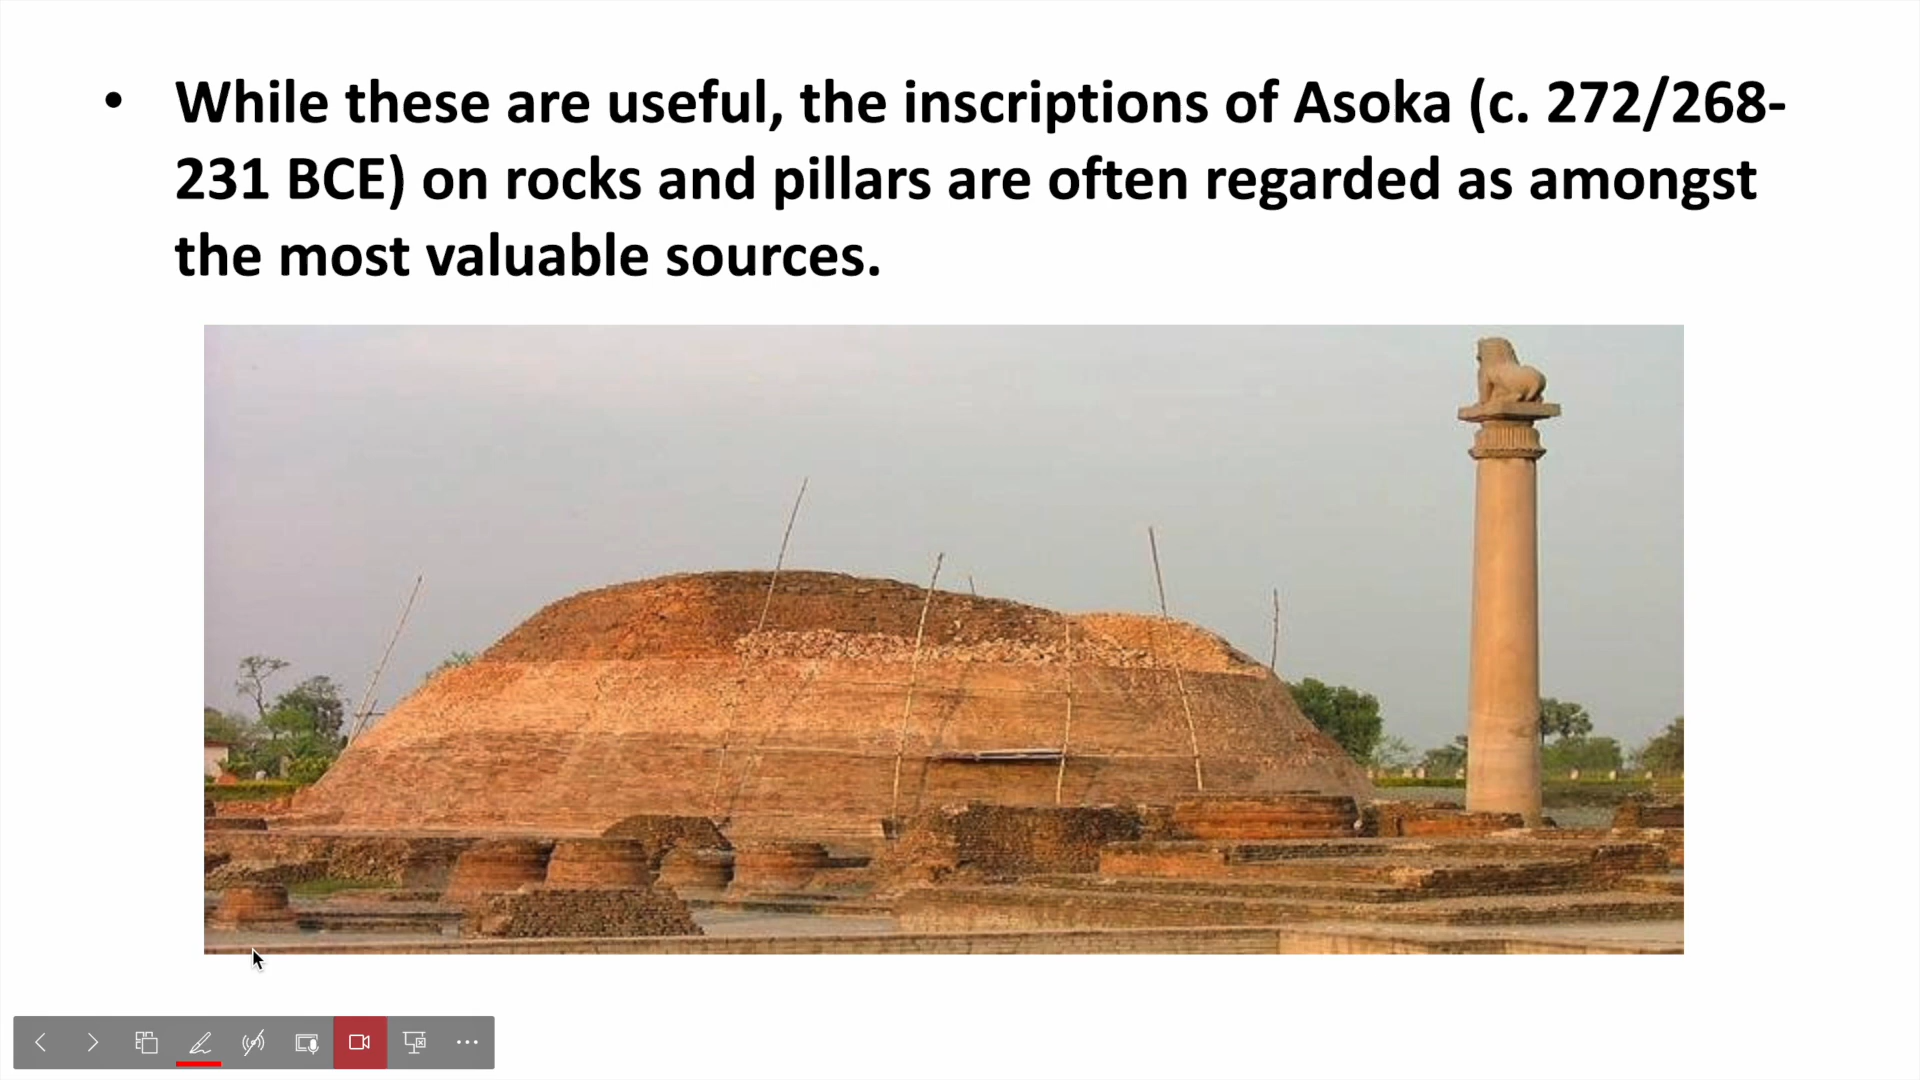 • While these are useful, the inscriptions of Asoka (c. 272/268-
231 BCE) on rocks and pillars are often regarded as amongst
the most valuable sources.